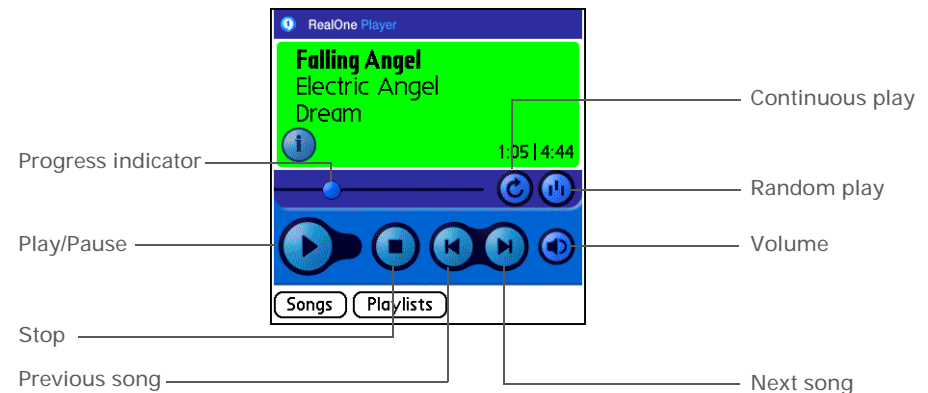 RealOne Player
Falling Angel
Electric Angel
Dream
i
1:05 | 4:44
Songs
Playlists
Progress indicator
Play/Pause
Stop
Previous song
Continuous play
Random play
Volume
Next song